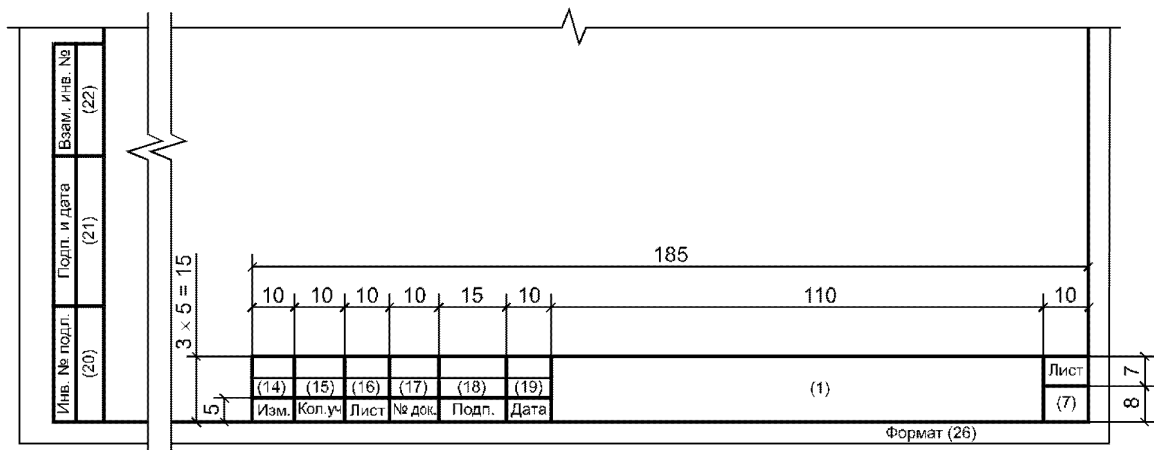 Взам. инв. №
(22)
Подп. и дата
(21)
Инв. № подл.
(20)
185
3 × 5 = 15
10 10 10 10 15 10 110 10
5
(14) (15) (16) (17) (18) (19)
Изм. Кол.уч Лист № док. Подп. Дата
(1)
Лист
(7)
7
8
Формат (26)